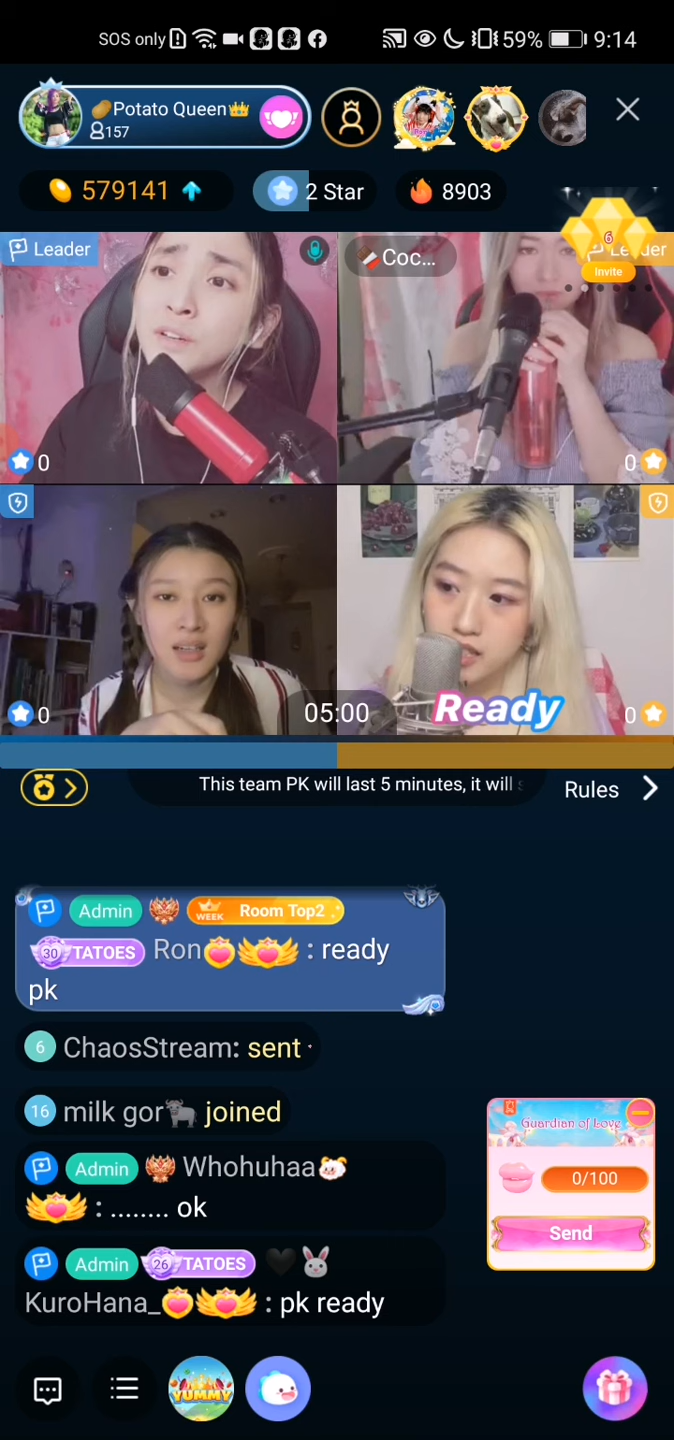 SOS only
59% 9:14
Potato Queen
157
579141
2 Star
8903
6
Invite
Leader
Coc...
Leader
0
0
0
05:00
Ready
0
This team PK will last 5 minutes, it will
Rules
Admin WEEK Room Top2
30 TATOES Ron : ready
pk
6 ChaosStream: sent
16 milk gor joined
Admin Whohuhaa
: ........ ok
Admin 26 TATOES
KuroHana_ : pk ready
Guardian of Love
0/100
Send
YUMMY